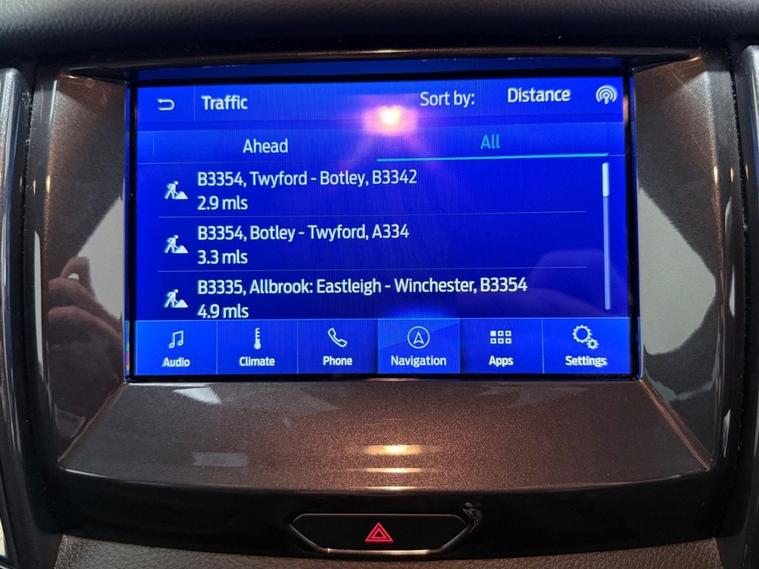 Traffic
Sort by:
Distance
Ahead
All
B3354, Twyford - Botley, B3342
2.9 mls
B3354, Botley - Twyford, A334
3.3 mls
B3335, Allbrook: Eastleigh - Winchester, B3354
4.9 mls
Audio
Climate
Phone
Navigation
Apps
Settings